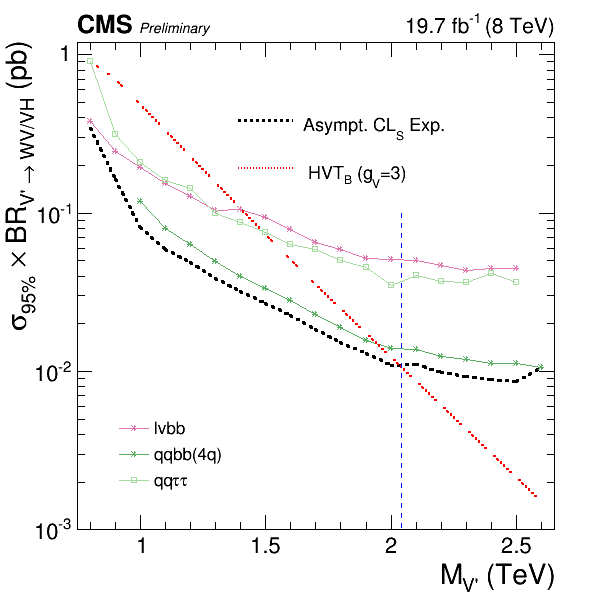 CMS Preliminary 19.7 fb⁻¹ (8 TeV)
σ95% × BRV' → WV/VH (pb)
1
10⁻¹
10⁻²
10⁻³
Asympt. CLS Exp.
HVTB (gV=3)
lvbb
qqbb(4q)
qqττ
1 1.5 2 2.5
MV' (TeV)